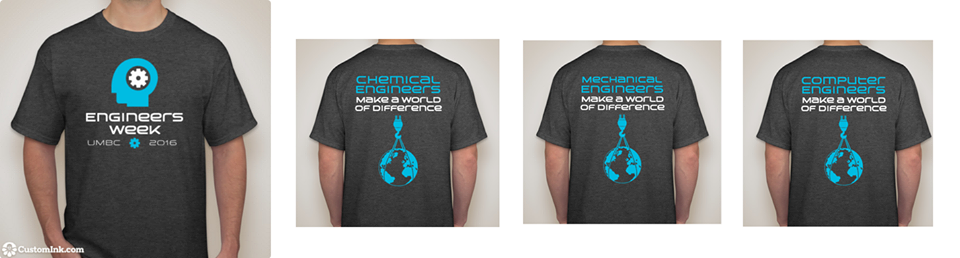 Engineers
Week
UMBC 2016
CustomInk.com
Chemical
Engineers
Make a World
of Difference
Mechanical
Engineers
Make a World
of Difference
Computer
Engineers
Make a World
of Difference